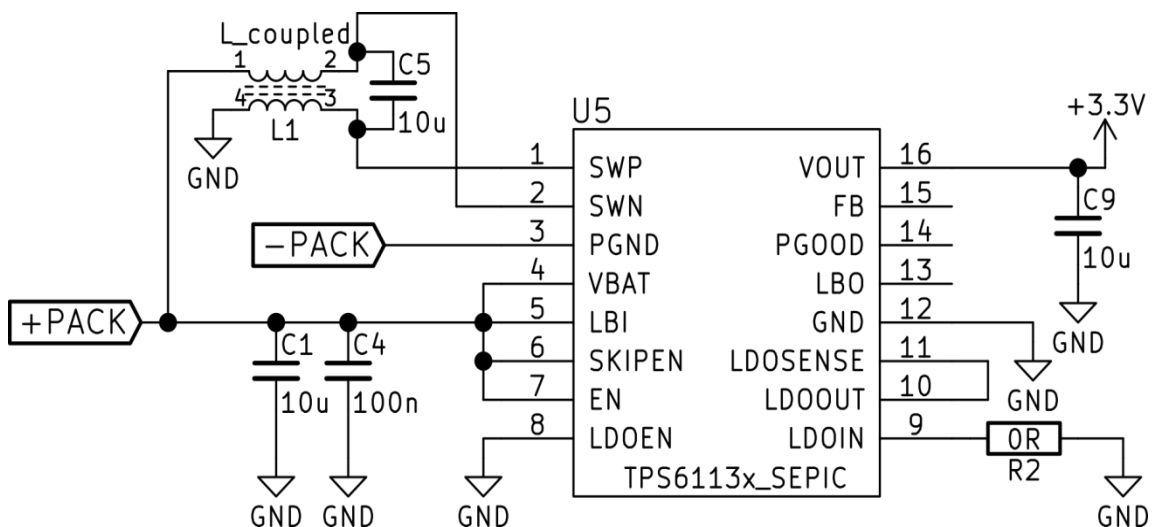 L_coupled
1 2
4 3
L1
C5
10u
GND
U5
+3.3V
1 SWP VOUT 16
2 SWN FB 15
C9
10u
-PACK
3 PGND PGOOD 14
4 VBAT LBO 13
+PACK
5 LBI GND 12
GND
C1
10u
C4
100n
6 SKIPEN LDOSENSE 11
7 EN LDOOUT 10
GND
8 LDOEN LDOIN 9
0R
R2
TPS6113x_SEPIC
GND GND GND GND